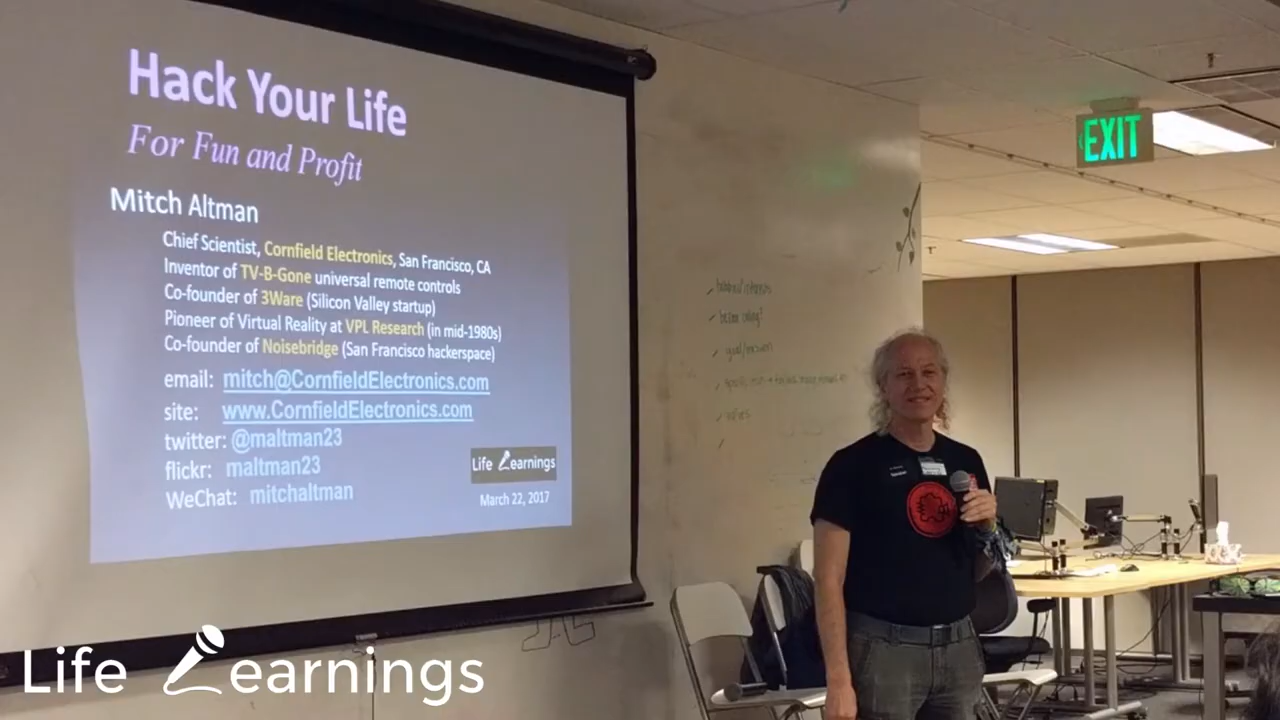 Hack Your Life
For Fun and Profit
Mitch Altman
Chief Scientist, Cornfield Electronics, San Francisco, CA
Inventor of TV-B-Gone universal remote controls
Co-founder of 3Ware (Silicon Valley startup)
Pioneer of Virtual Reality at VPL Research (in mid-1980s)
Co-founder of Noisebridge (San Francisco hackerspace)
email: mitch@CornfieldElectronics.com
site: www.CornfieldElectronics.com
twitter: @maltman23
flickr: maltman23
WeChat: mitchaltman
Life Learnings
March 22, 2017
EXIT
Life Learnings